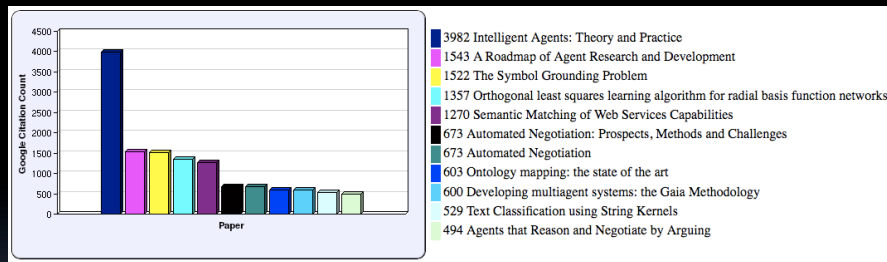 4500
4000
3500
3000
2500
2000
1500
1000
500
0
Google Citation Count
Paper
3982 Intelligent Agents: Theory and Practice
1543 A Roadmap of Agent Research and Development
1522 The Symbol Grounding Problem
1357 Orthogonal least squares learning algorithm for radial basis function networks
1270 Semantic Matching of Web Services Capabilities
673 Automated Negotiation: Prospects, Methods and Challenges
673 Automated Negotiation
603 Ontology mapping: the state of the art
600 Developing multiagent systems: the Gaia Methodology
529 Text Classification using String Kernels
494 Agents that Reason and Negotiate by Arguing